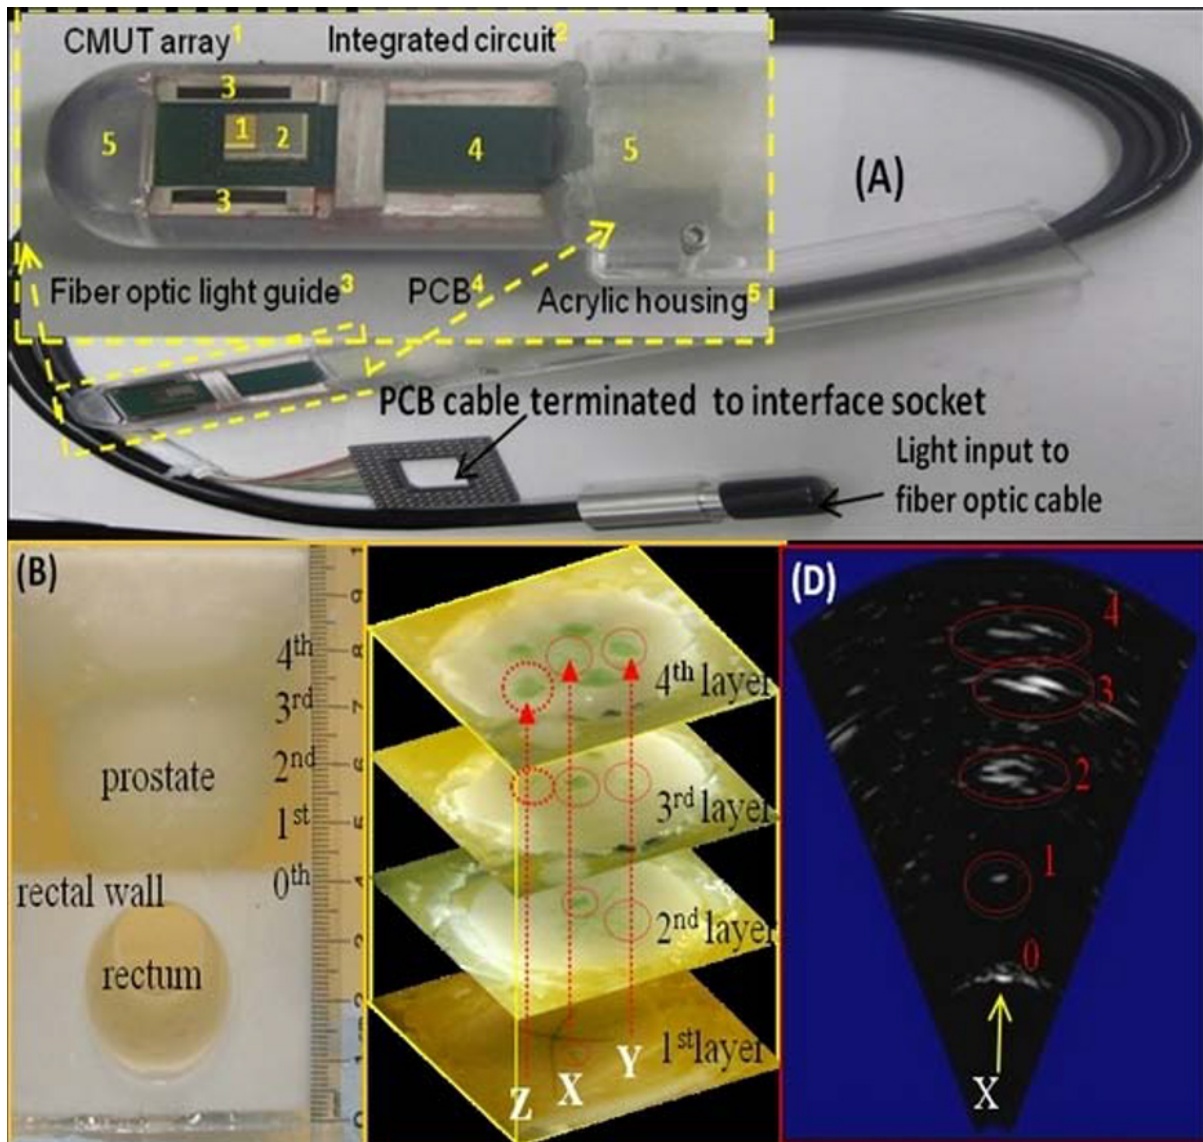 CMUT array1 Integrated circuit2
3
5 1 2 4 5
3
(A)
Fiber optic light guide3 PCB4 Acrylic housing5
PCB cable terminated to interface socket
Light input to
fiber optic cable
(B)
4th
3rd
prostate 2nd
1st
rectal wall 0th
rectum
4th layer
3rd layer
2nd layer
1st layer
Z X Y
(D)
4
3
2
1
0
X